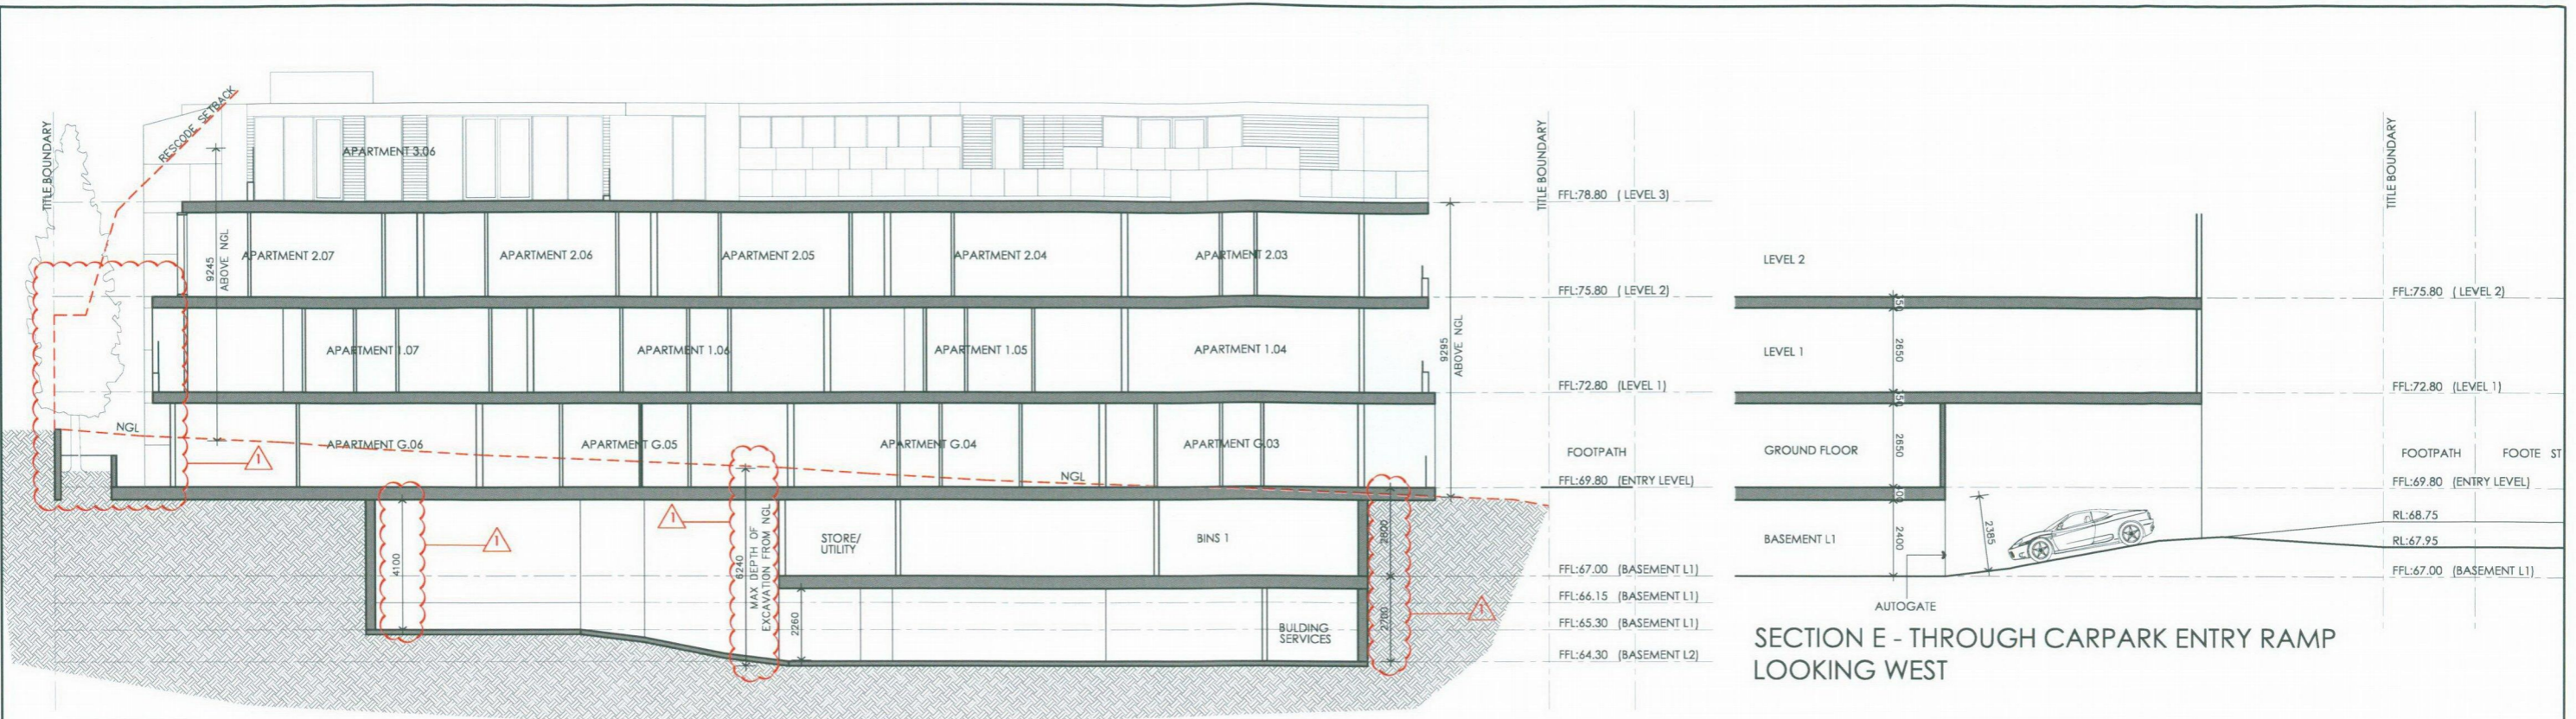 TITLE BOUNDARY
RESCODE SETBACK
APARTMENT 3.06
9245
ABOVE NGL
APARTMENT 2.07
APARTMENT 2.06
APARTMENT 2.05
APARTMENT 2.04
APARTMENT 2.03
APARTMENT 1.07
APARTMENT 1.06
APARTMENT 1.05
APARTMENT 1.04
9295
ABOVE NGL
NGL
APARTMENT G.06
APARTMENT G.05
APARTMENT G.04
APARTMENT G.03
NGL
1
1
1
1
4100
6240
MAX DEPTH OF
EXCAVATION FROM NGL
STORE/
UTILITY
BINS 1
2260
BULDING
SERVICES
2800
2700
TITLE BOUNDARY
FFL:78.80 ( LEVEL 3)
FFL:75.80 ( LEVEL 2)
FFL:72.80 (LEVEL 1)
FOOTPATH
FFL:69.80 (ENTRY LEVEL)
FFL:67.00 (BASEMENT L1)
FFL:66.15 (BASEMENT L1)
FFL:65.30 (BASEMENT L1)
FFL:64.30 (BASEMENT L2)
LEVEL 2
LEVEL 1
2650
GROUND FLOOR
2650
BASEMENT L1
2400
2385
AUTOGATE
TITLE BOUNDARY
FFL:75.80 ( LEVEL 2)
FFL:72.80 (LEVEL 1)
FOOTPATH FOOTE ST
FFL:69.80 (ENTRY LEVEL)
RL:68.75
RL:67.95
FFL:67.00 (BASEMENT L1)
SECTION E - THROUGH CARPARK ENTRY RAMP
LOOKING WEST